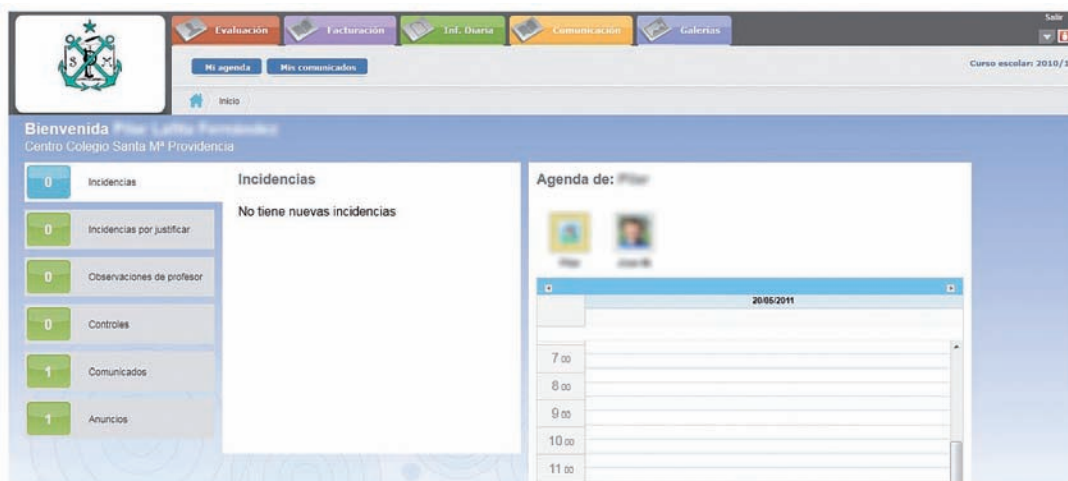 Evaluación
Facturación
Inf. Diaria
Comunicación
Galerías
Salir
Mi agenda
Mis comunicados
Curso escolar: 2010/1
Inicio
S M
Bienvenida
Centro Colegio Santa Mª Providencia
0 Incidencias
0 Incidencias por justificar
0 Observaciones de profesor
0 Controles
1 Comunicados
1 Anuncios
Incidencias
No tiene nuevas incidencias
Agenda de:
20/05/2011
7 00
8 00
9 00
10 00
11 00